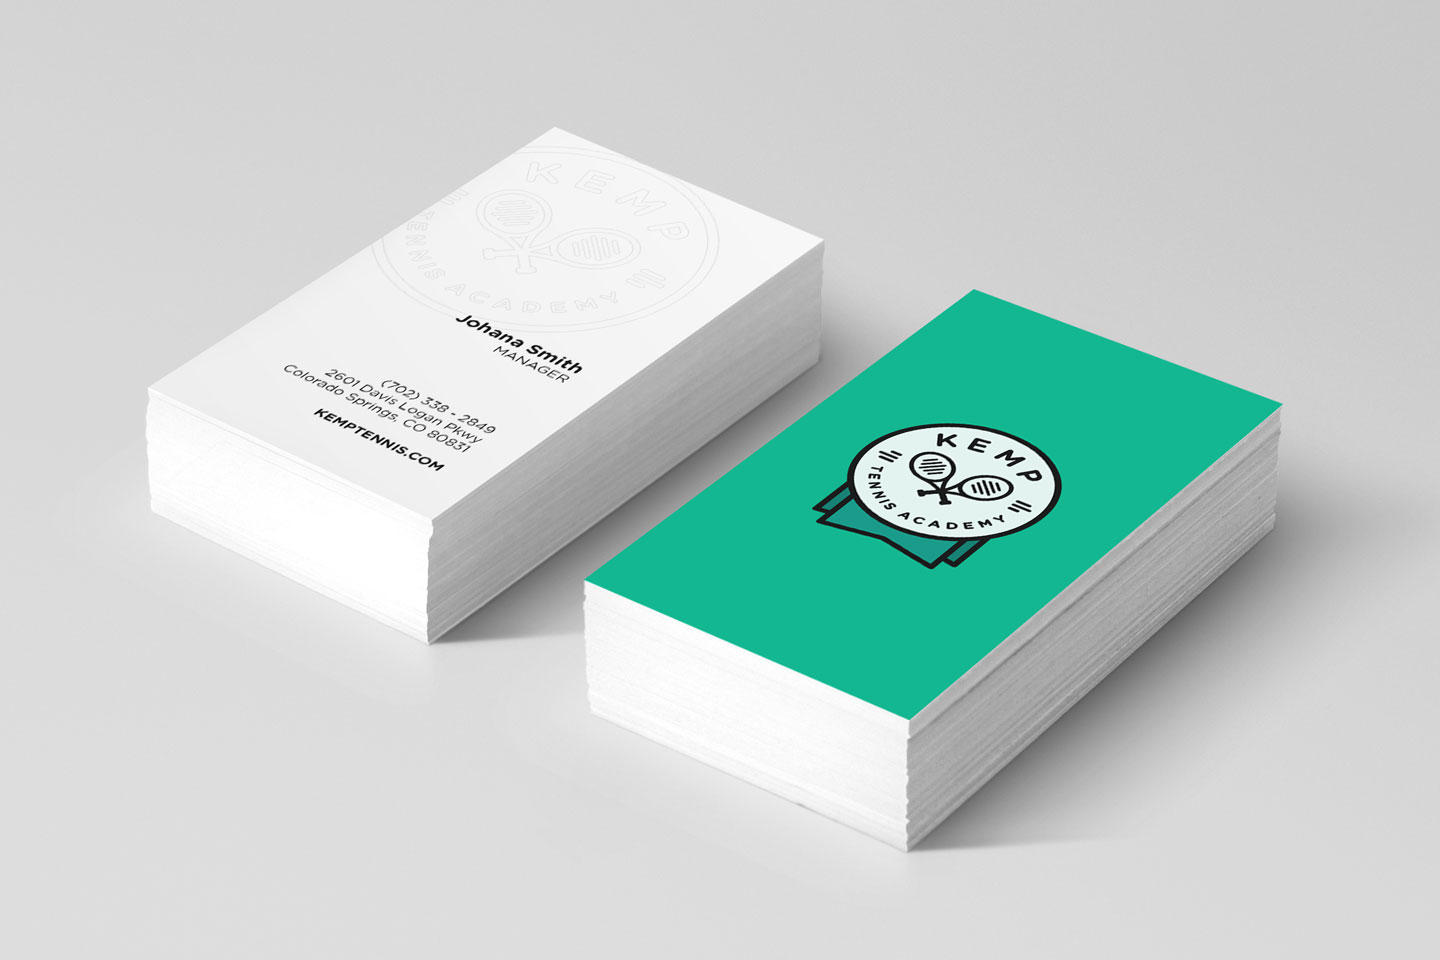 KEMP
TENNIS ACADEMY
Johana Smith
MANAGER
(702) 338 - 2849
2601 Davis Logan Pkwy
Colorado Springs, CO 80831
KEMPTENNIS.COM
KEMP
TENNIS ACADEMY